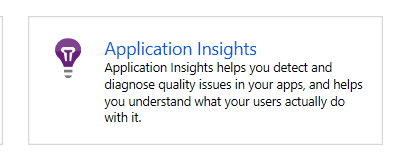 Application Insights
Application Insights helps you detect and
diagnose quality issues in your apps, and helps
you understand what your users actually do
with it.